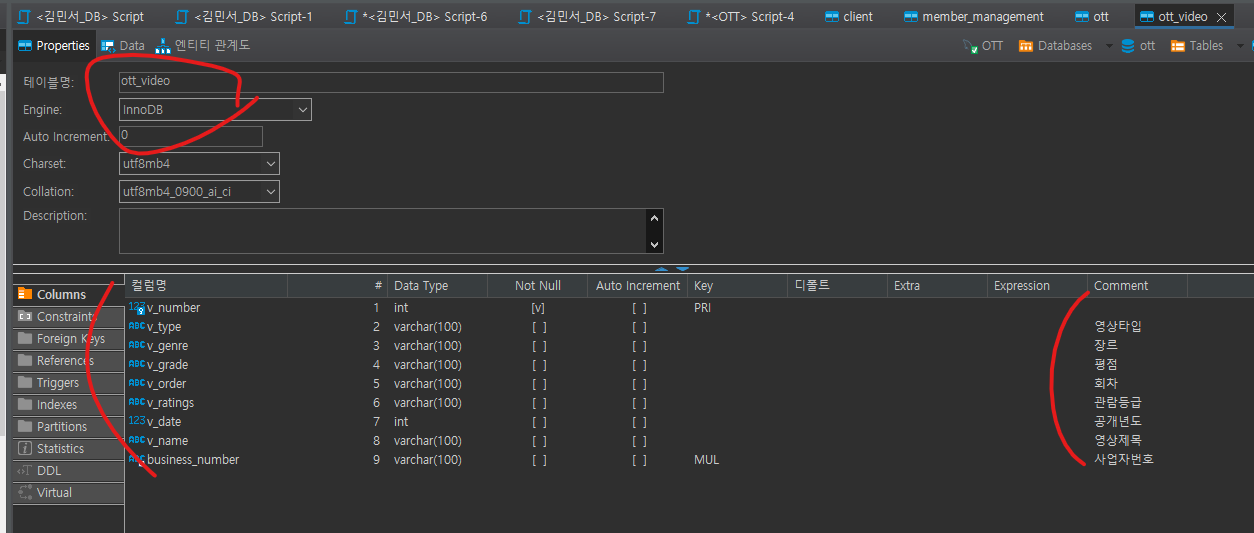 <김민서_DB> Script <김민서_DB> Script-1 *<김민서_DB> Script-6 <김민서_DB> Script-7 *<OTT> Script-4 client member_management ott ott_video
Properties Data 엔티티 관계도 OTT Databases ott Tables
테이블명: ott_video
Engine: InnoDB
Auto Increment: 0
Charset: utf8mb4
Collation: utf8mb4_0900_ai_ci
Description:
컬럼명 # Data Type Not Null Auto Increment Key 디폴트 Extra Expression Comment
Columns
Constraints
Foreign Keys
References
Triggers
Indexes
Partitions
Statistics
DDL
Virtual
123 v_number 1 int [v] [ ] PRI
ABC v_type 2 varchar(100) [ ] [ ] 영상타입
ABC v_genre 3 varchar(100) [ ] [ ] 장르
ABC v_grade 4 varchar(100) [ ] [ ] 평점
ABC v_order 5 varchar(100) [ ] [ ] 회차
ABC v_ratings 6 varchar(100) [ ] [ ] 관람등급
123 v_date 7 int [ ] [ ] 공개년도
ABC v_name 8 varchar(100) [ ] [ ] 영상제목
ABC business_number 9 varchar(100) [ ] [ ] MUL 사업자번호